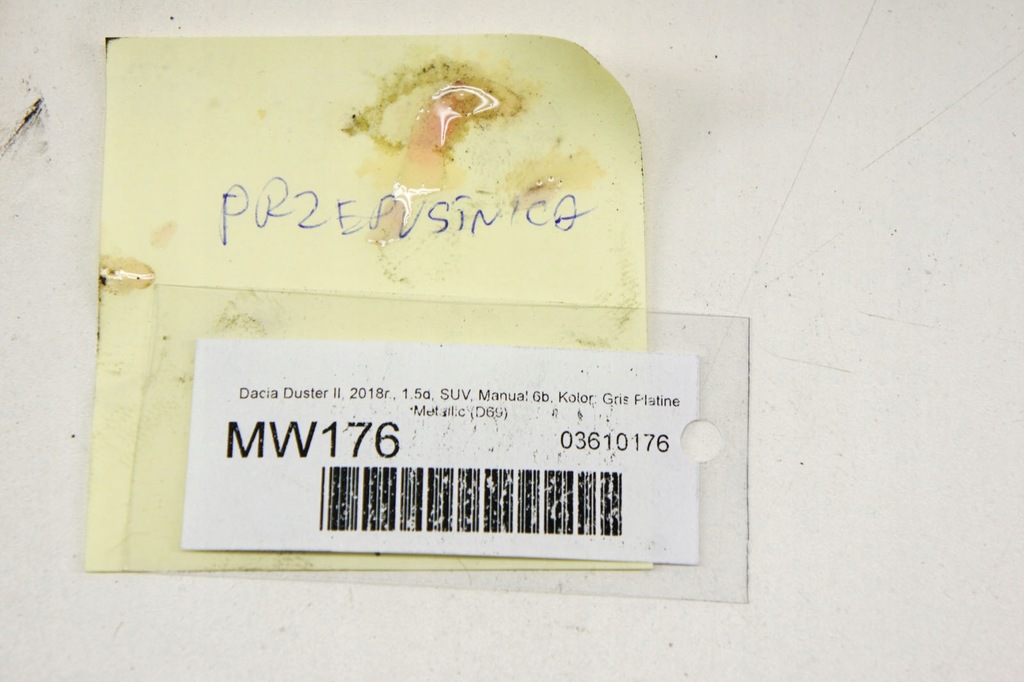 PRZEPUSTNICA
Dacia Duster II, 2018r., 1.5d, SUV, Manual 6b, Kolor: Gris Platine
Metallic (D69)
MW176
03610176